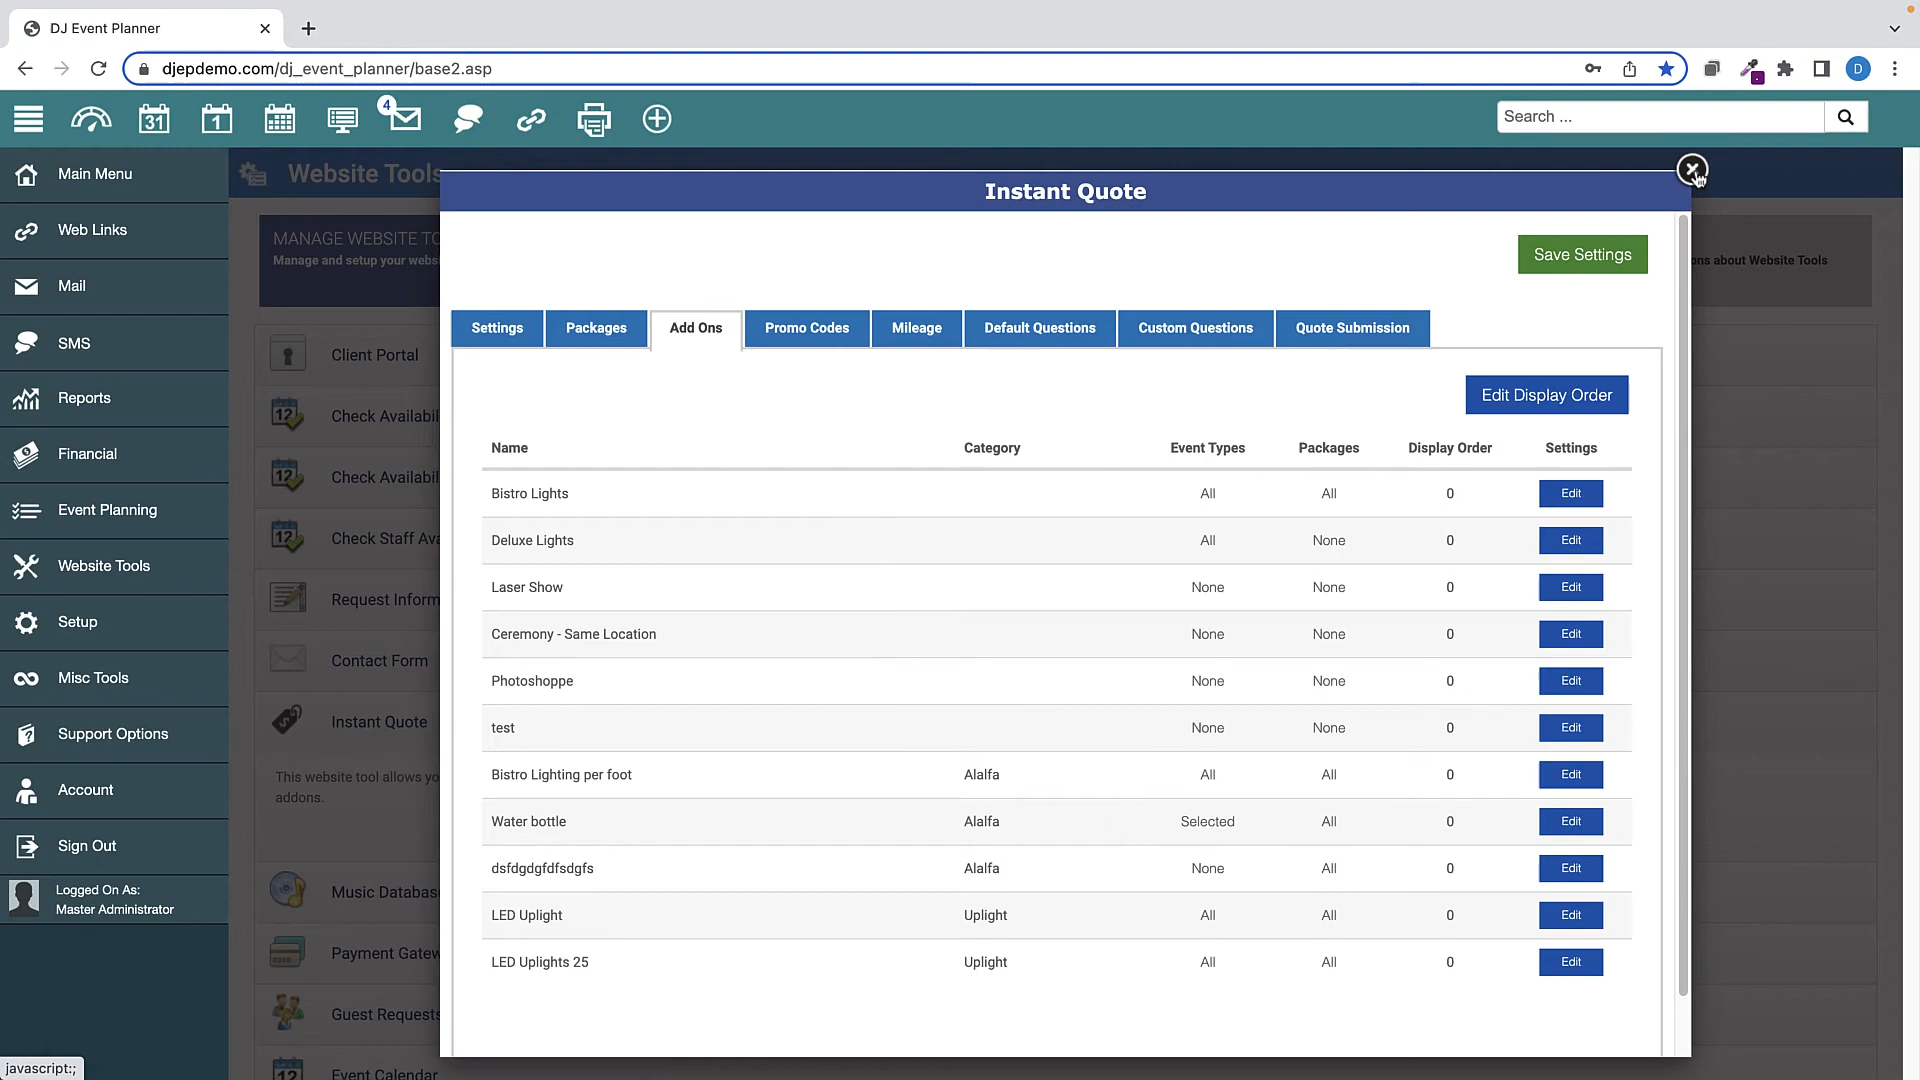 DJ Event Planner
djepdemo.com/dj_event_planner/base2.asp
D
31
1
4
Search ...
Main Menu
Web Links
Mail
SMS
Reports
Financial
Event Planning
Website Tools
Setup
Misc Tools
Support Options
Account
Sign Out
Logged On As:
Master Administrator
javascript:;
Website Tools
MANAGE WEBSITE TO
Manage and setup your websi
ons about Website Tools
Client Portal
12
Check Availabil
12
Check Availabil
12
Check Staff Ava
Request Inform
Contact Form
Instant Quote
This website tool allows yo
addons.
Music Database
Payment Gatew
Guest Requests
12
Event Calendar
Instant Quote
Save Settings
Settings Packages Add Ons Promo Codes Mileage Default Questions Custom Questions Quote Submission
Edit Display Order
Name Category Event Types Packages Display Order Settings
Bistro Lights All All 0 Edit
Deluxe Lights All None 0 Edit
Laser Show None None 0 Edit
Ceremony - Same Location None None 0 Edit
Photoshoppe None None 0 Edit
test None None 0 Edit
Bistro Lighting per foot Alalfa All All 0 Edit
Water bottle Alalfa Selected All 0 Edit
dsfdgdgfdfsdgfs Alalfa None All 0 Edit
LED Uplight Uplight All All 0 Edit
LED Uplights 25 Uplight All All 0 Edit